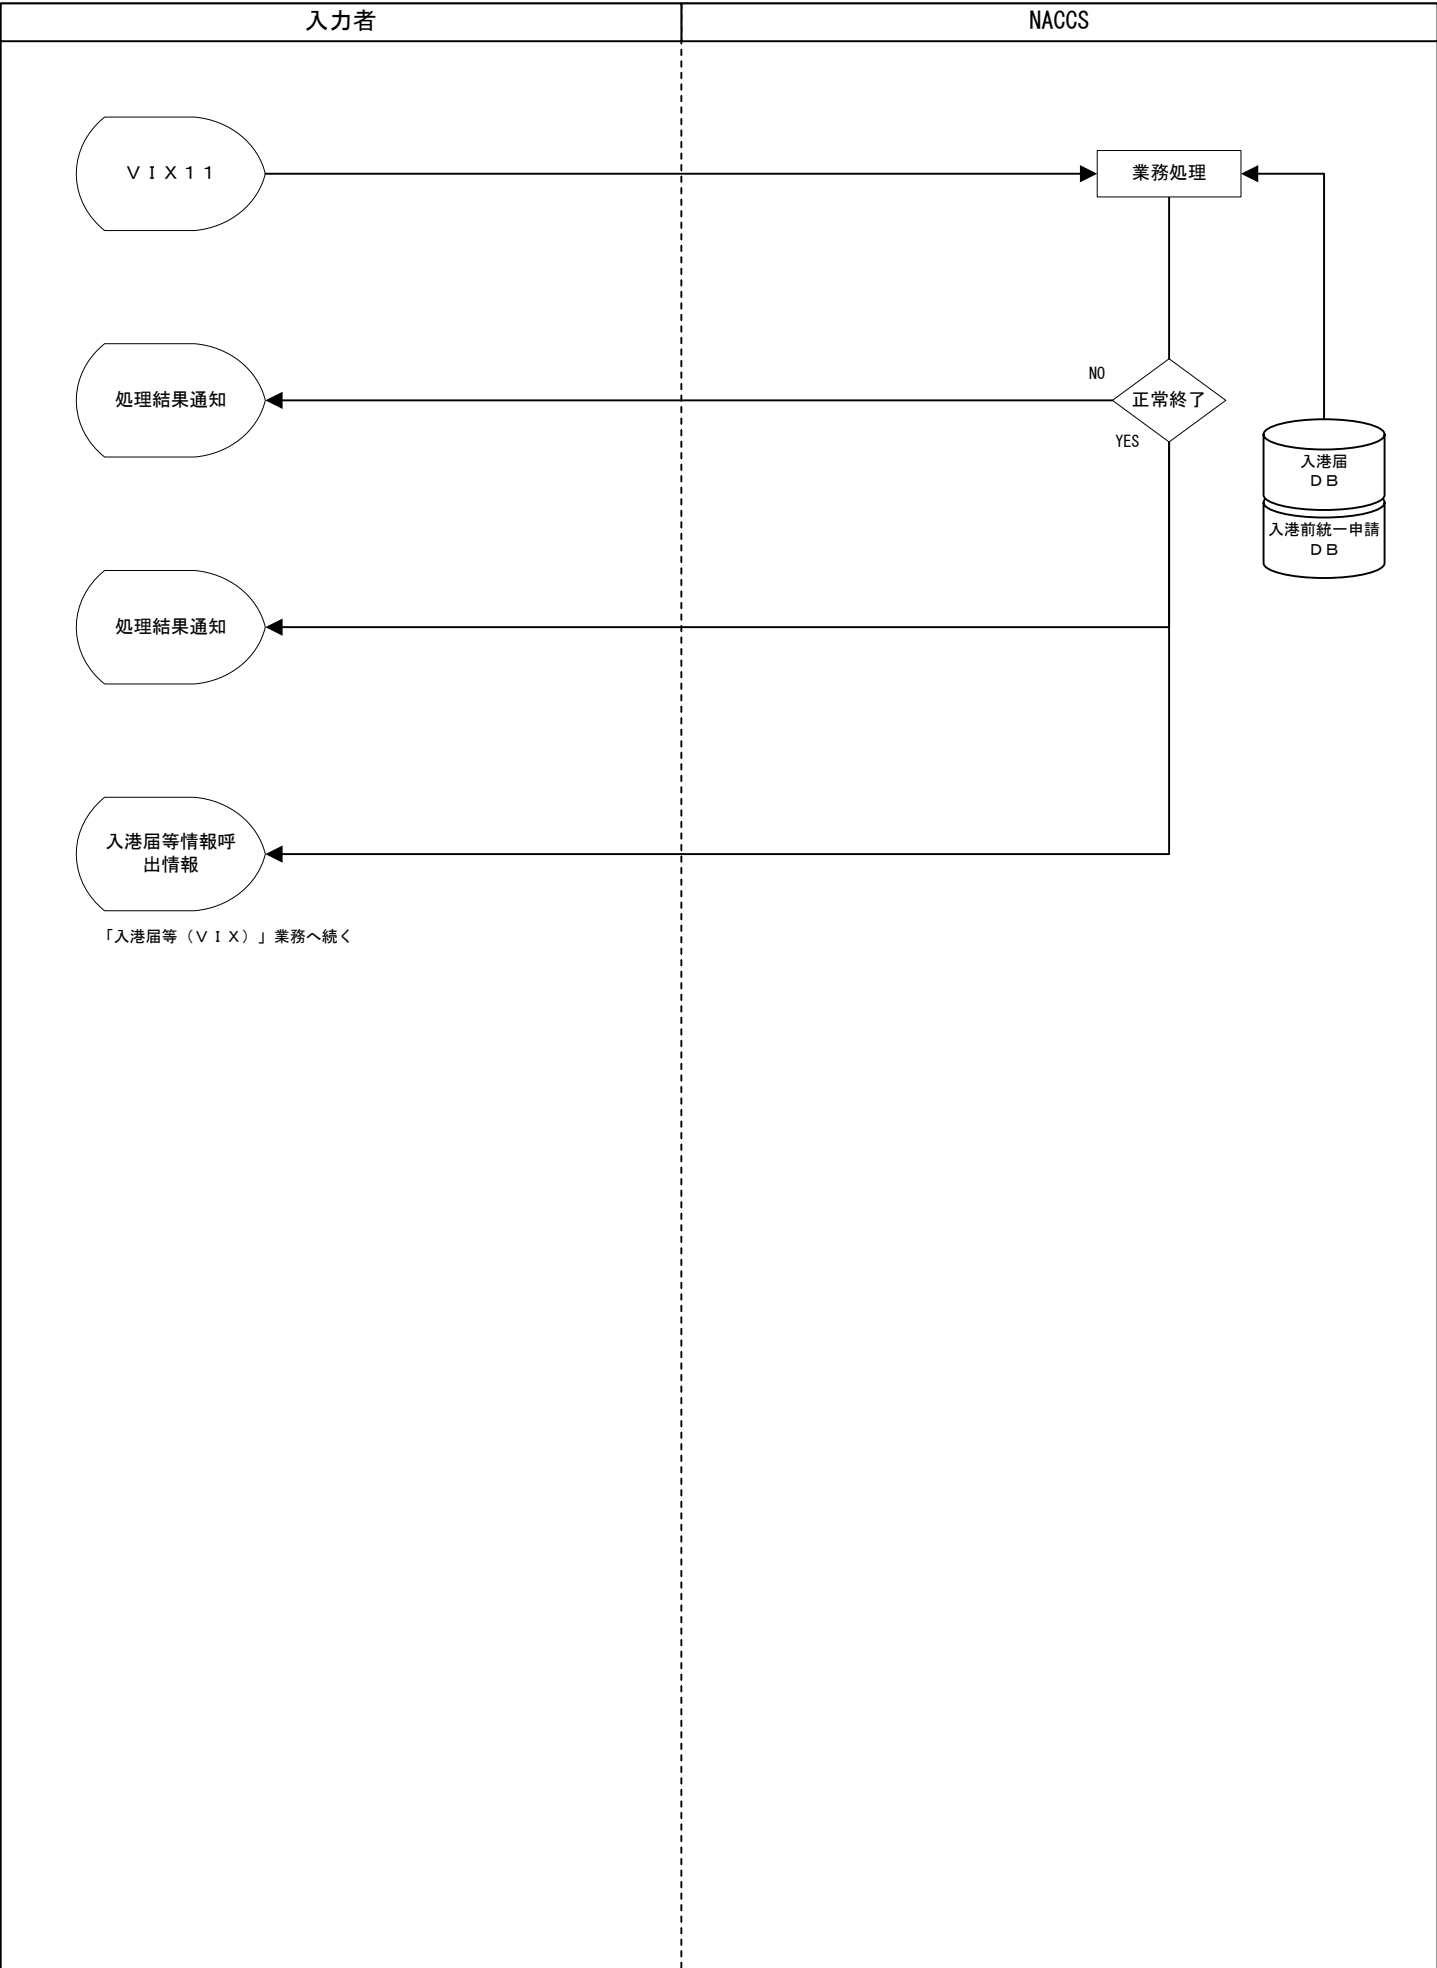 入力者
NACCS
ＶＩＸ１１
業務処理
NO
処理結果通知
正常終了
YES
入港届
ＤＢ
入港前統一申請
ＤＢ
処理結果通知
入港届等情報呼
出情報
「入港届等（ＶＩＸ）」業務へ続く